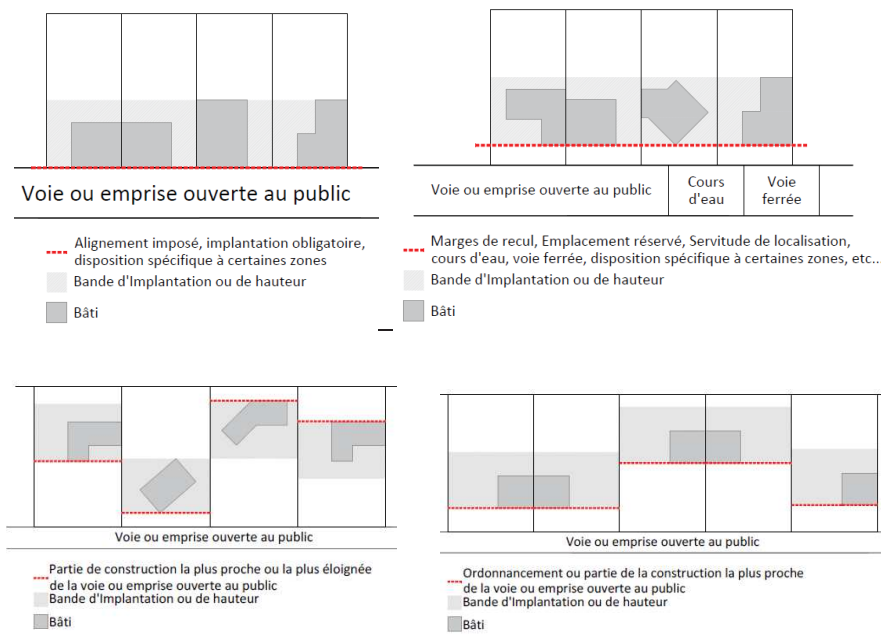 Voie ou emprise ouverte au public
Alignement imposé, implantation obligatoire,
disposition spécifique à certaines zones
Bande d'Implantation ou de hauteur
Bâti
Voie ou emprise ouverte au public
Cours
d'eau
Voie
ferrée
Marges de recul, Emplacement réservé, Servitude de localisation,
cours d'eau, voie ferrée, disposition spécifique à certaines zones, etc...
Bande d'Implantation ou de hauteur
Bâti
Voie ou emprise ouverte au public
Partie de construction la plus proche ou la plus éloignée
de la voie ou emprise ouverte au public
Bande d'Implantation ou de hauteur
Bâti
Voie ou emprise ouverte au public
Ordonnancement ou partie de la construction la plus proche
de la voie ou emprise ouverte au public
Bande d'Implantation ou de hauteur
Bâti